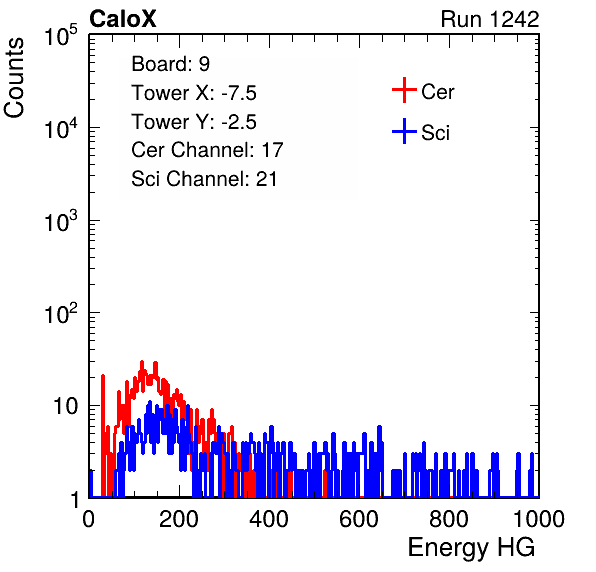 CaloX Run 1242
Counts
10^5
10^4
10^3
10^2
10
1
Board: 9
Tower X: -7.5
Tower Y: -2.5
Cer Channel: 17
Sci Channel: 21
Cer
Sci
0 200 400 600 800 1000
Energy HG